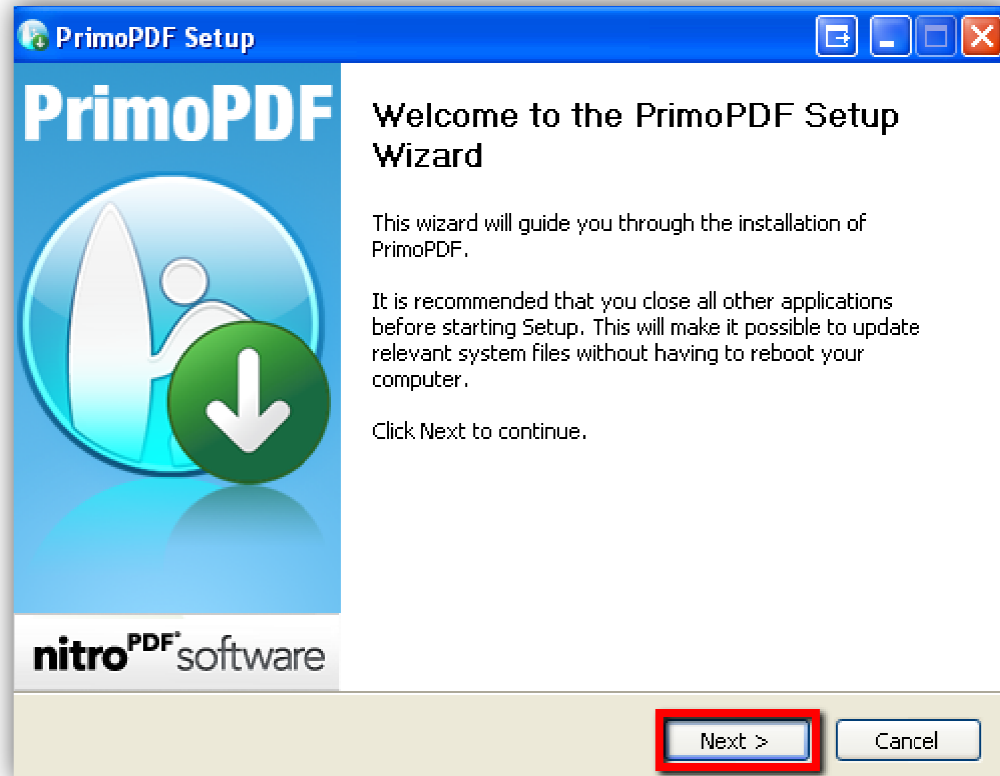 PrimoPDF Setup
PrimoPDF
Welcome to the PrimoPDF Setup
Wizard
This wizard will guide you through the installation of
PrimoPDF.
It is recommended that you close all other applications
before starting Setup. This will make it possible to update
relevant system files without having to reboot your
computer.
Click Next to continue.
nitroPDF® software
Next >
Cancel